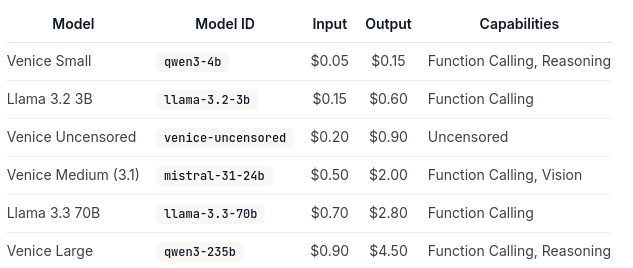 Model Model ID Input Output Capabilities
Venice Small qwen3-4b $0.05 $0.15 Function Calling, Reasoning
Llama 3.2 3B llama-3.2-3b $0.15 $0.60 Function Calling
Venice Uncensored venice-uncensored $0.20 $0.90 Uncensored
Venice Medium (3.1) mistral-31-24b $0.50 $2.00 Function Calling, Vision
Llama 3.3 70B llama-3.3-70b $0.70 $2.80 Function Calling
Venice Large qwen3-235b $0.90 $4.50 Function Calling, Reasoning